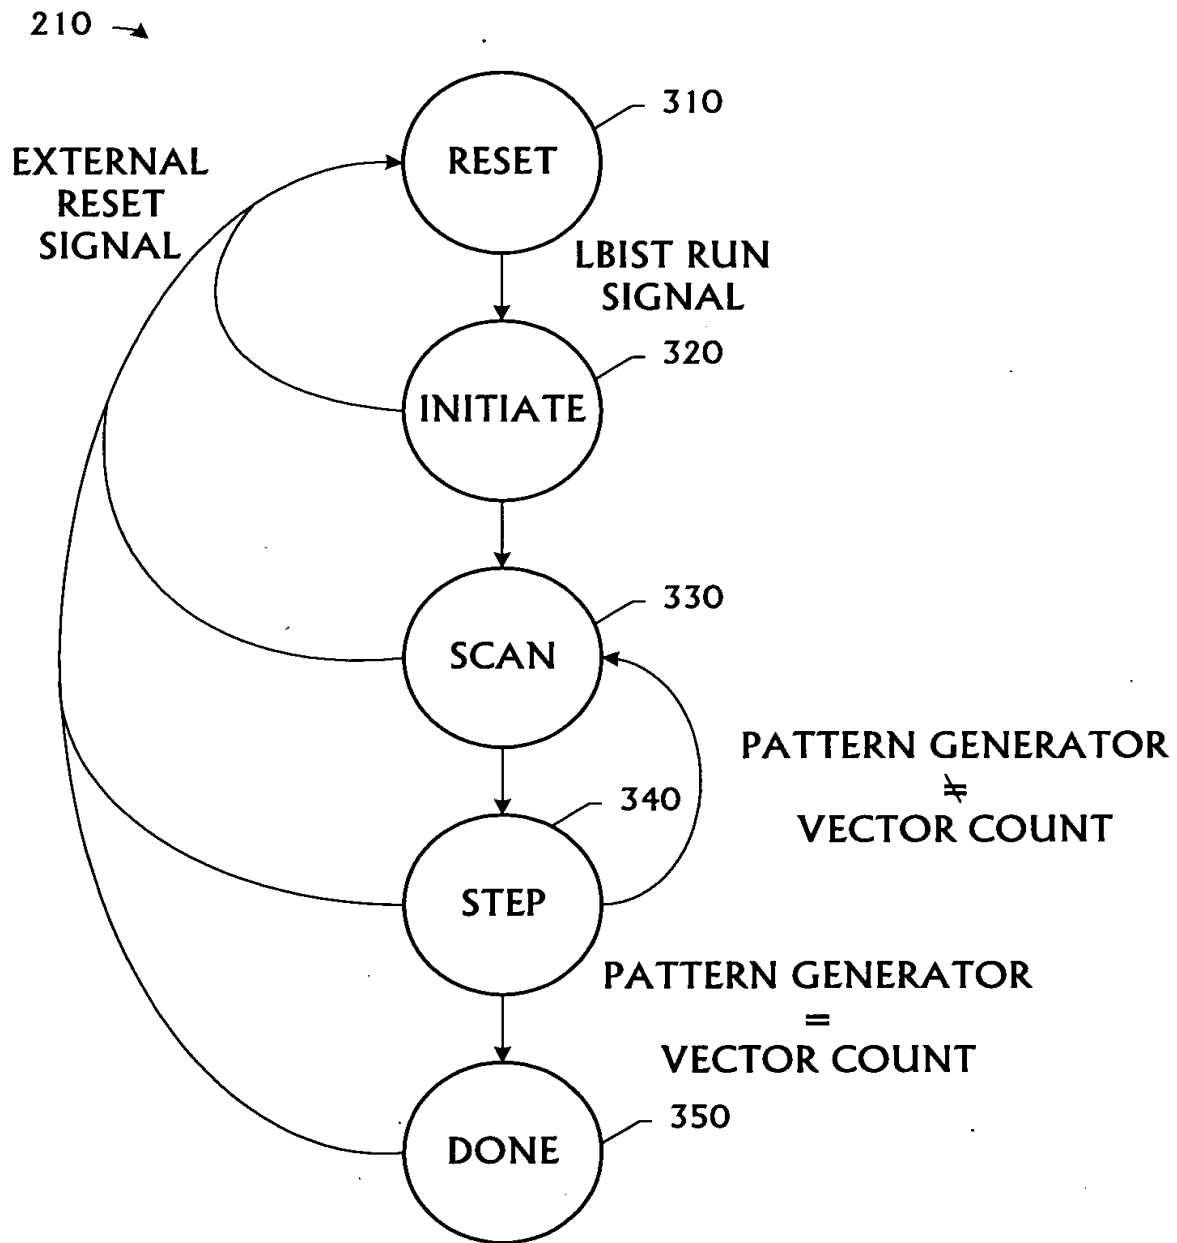 210
310
EXTERNAL
RESET
SIGNAL
RESET
LBIST RUN
SIGNAL
320
INITIATE
330
SCAN
PATTERN GENERATOR
≠
VECTOR COUNT
340
STEP
PATTERN GENERATOR
=
VECTOR COUNT
350
DONE